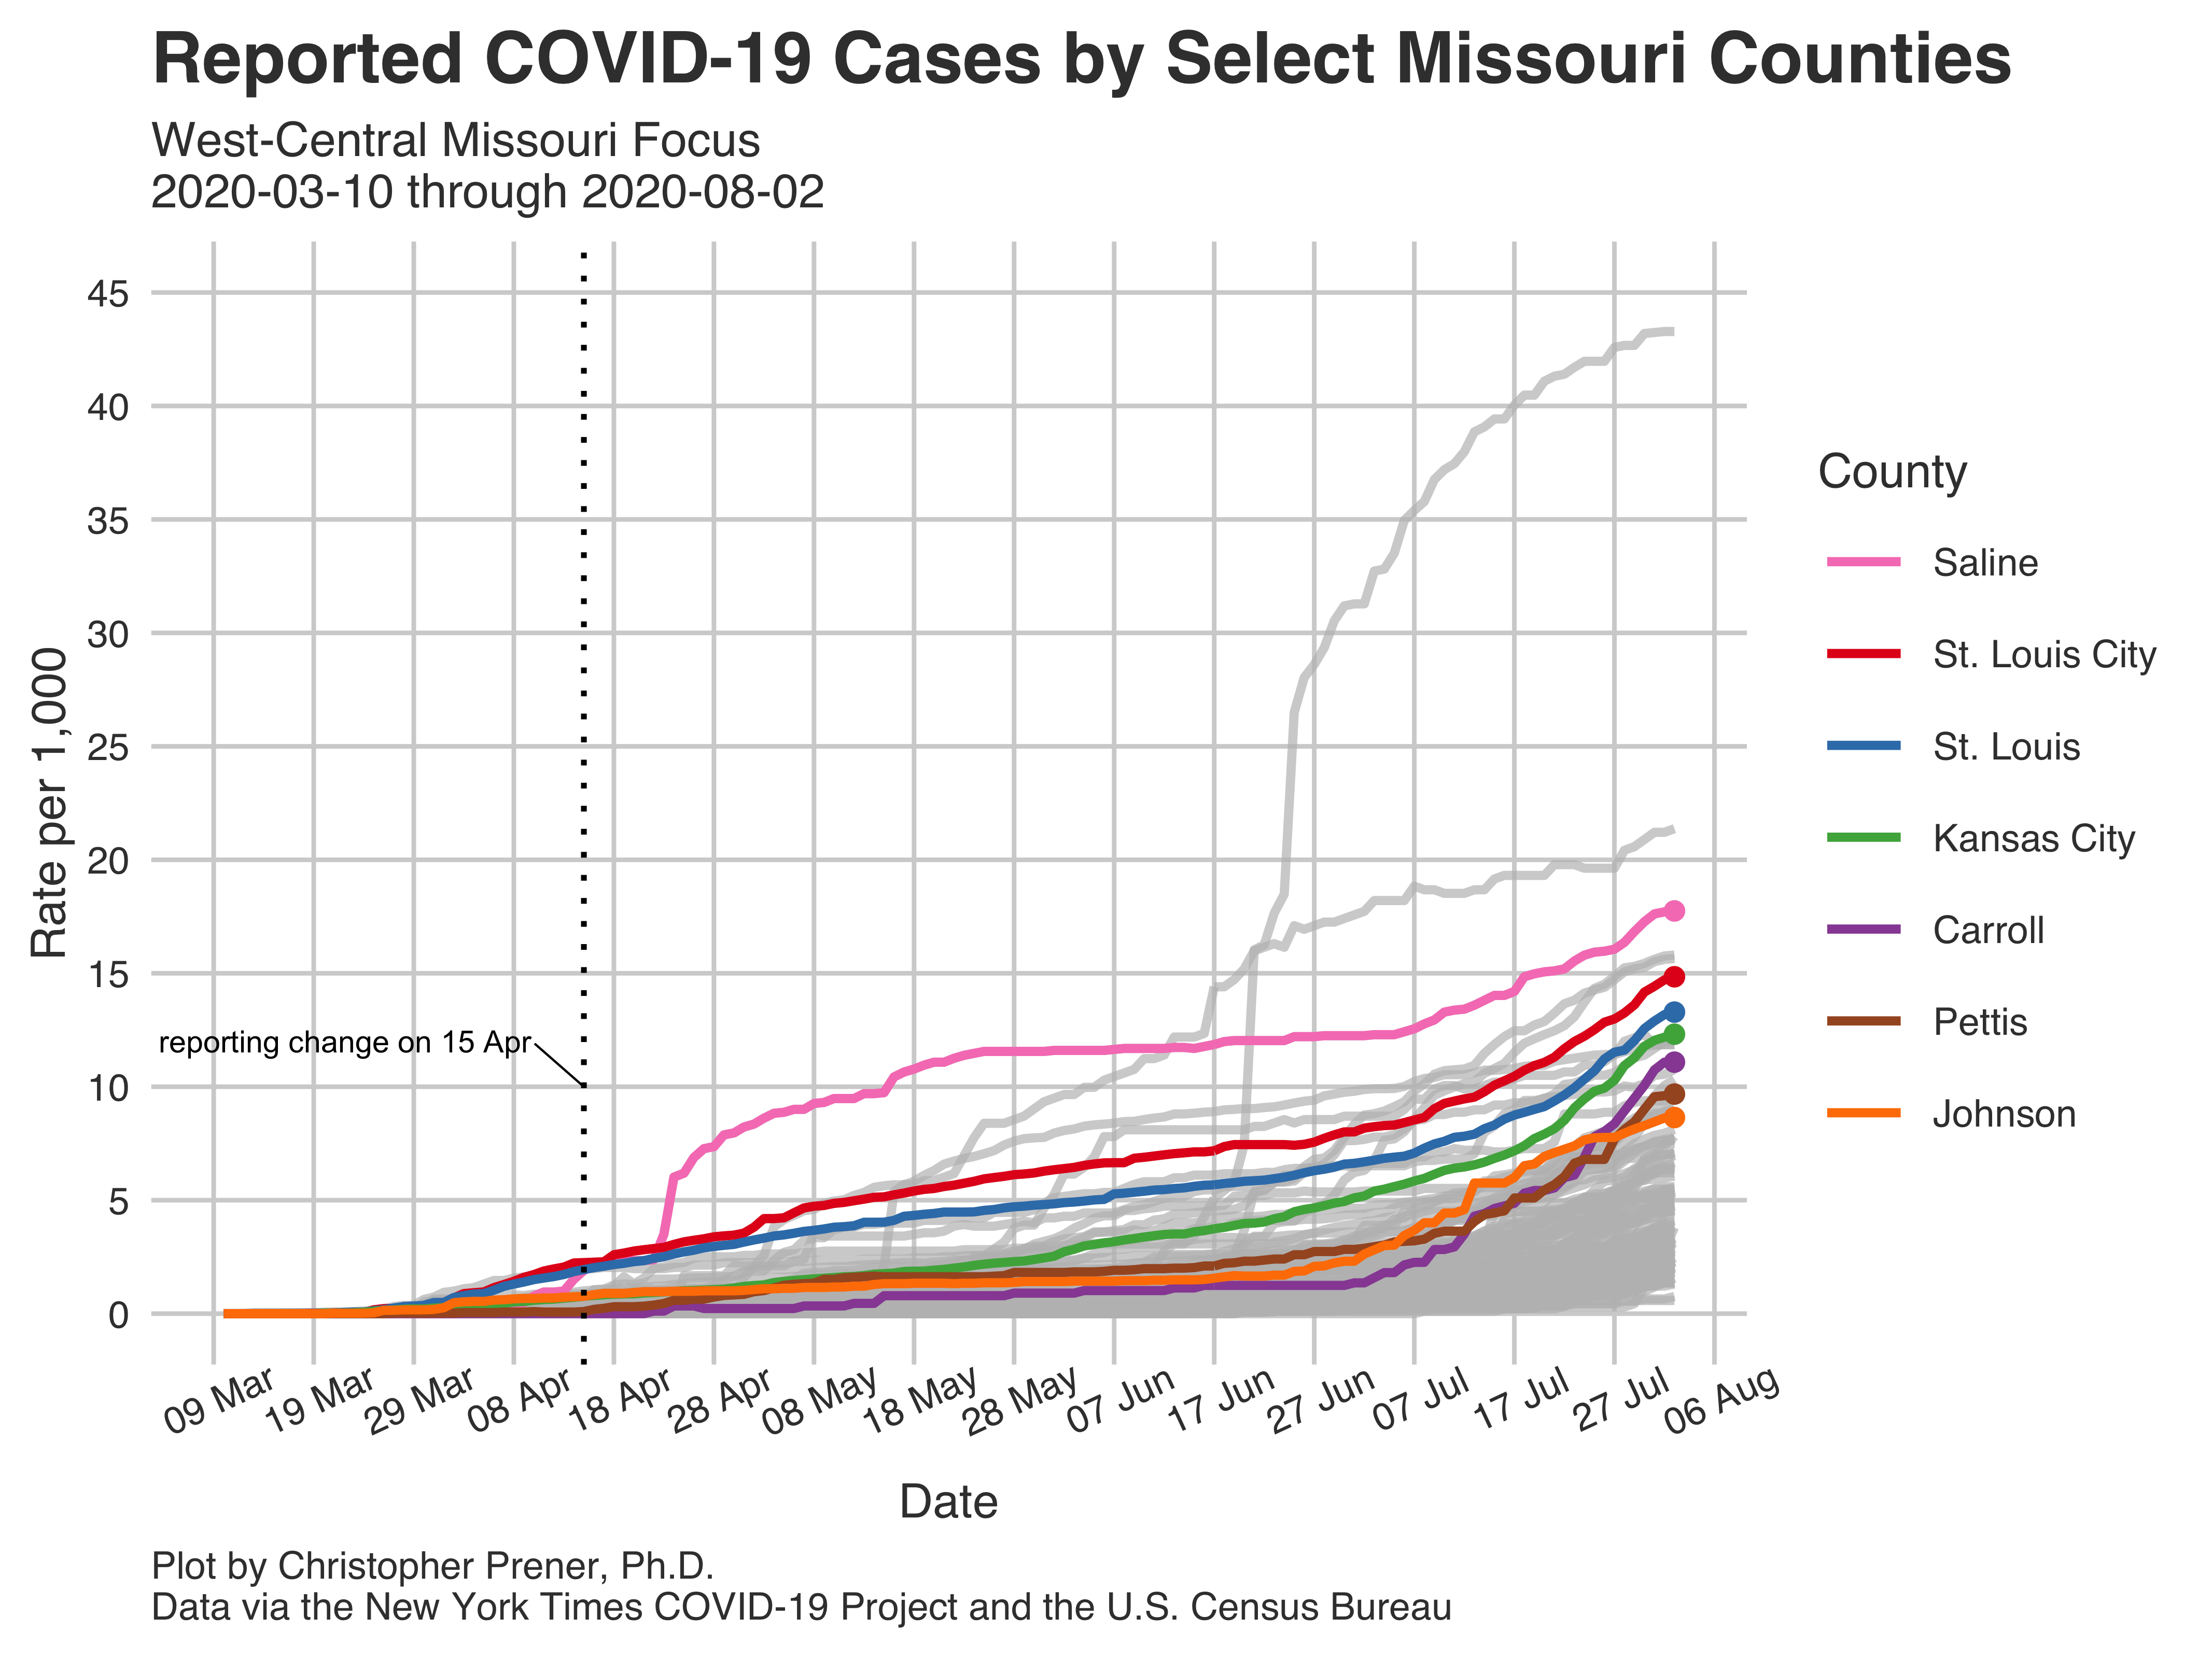 Reported COVID-19 Cases by Select Missouri Counties
West-Central Missouri Focus
2020-03-10 through 2020-08-02
45
40
35
30
25
20
15
10
5
0
Rate per 1,000
reporting change on 15 Apr
09 Mar
19 Mar
29 Mar
08 Apr
18 Apr
28 Apr
08 May
18 May
28 May
07 Jun
17 Jun
27 Jun
07 Jul
17 Jul
27 Jul
06 Aug
Date
County
Saline
St. Louis City
St. Louis
Kansas City
Carroll
Pettis
Johnson
Plot by Christopher Prener, Ph.D.
Data via the New York Times COVID-19 Project and the U.S. Census Bureau